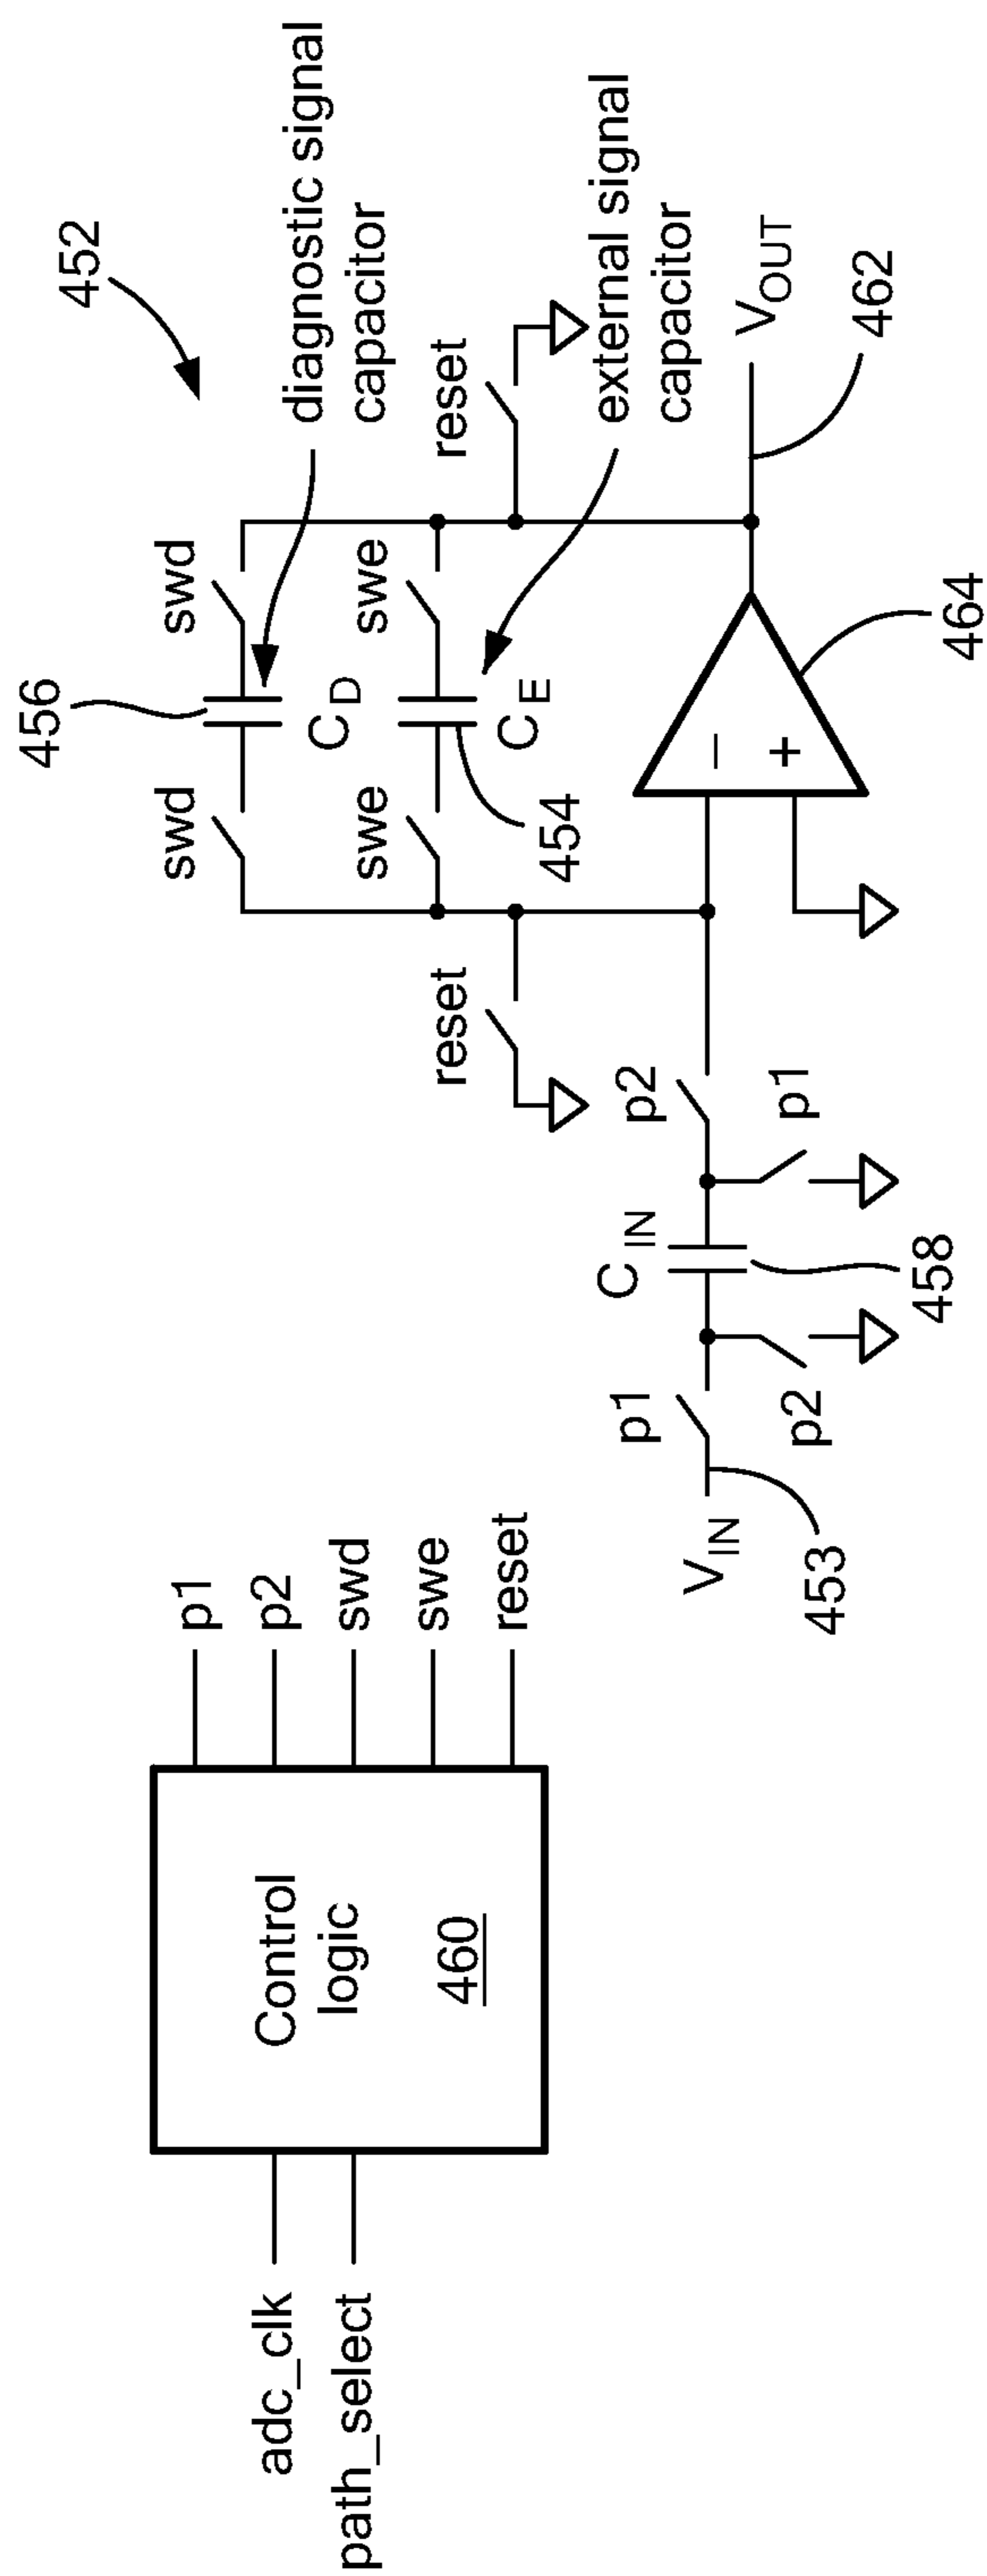 452
diagnostic signal
capacitor
456
swd
swd
C_D
reset
external signal
capacitor
swe
swe
C_E
454
reset
V_OUT
462
464
−
+
p2
p1
C_IN
458
p1
p2
V_IN
453
adc_clk
path_select
Control
logic
460
p1
p2
swd
swe
reset